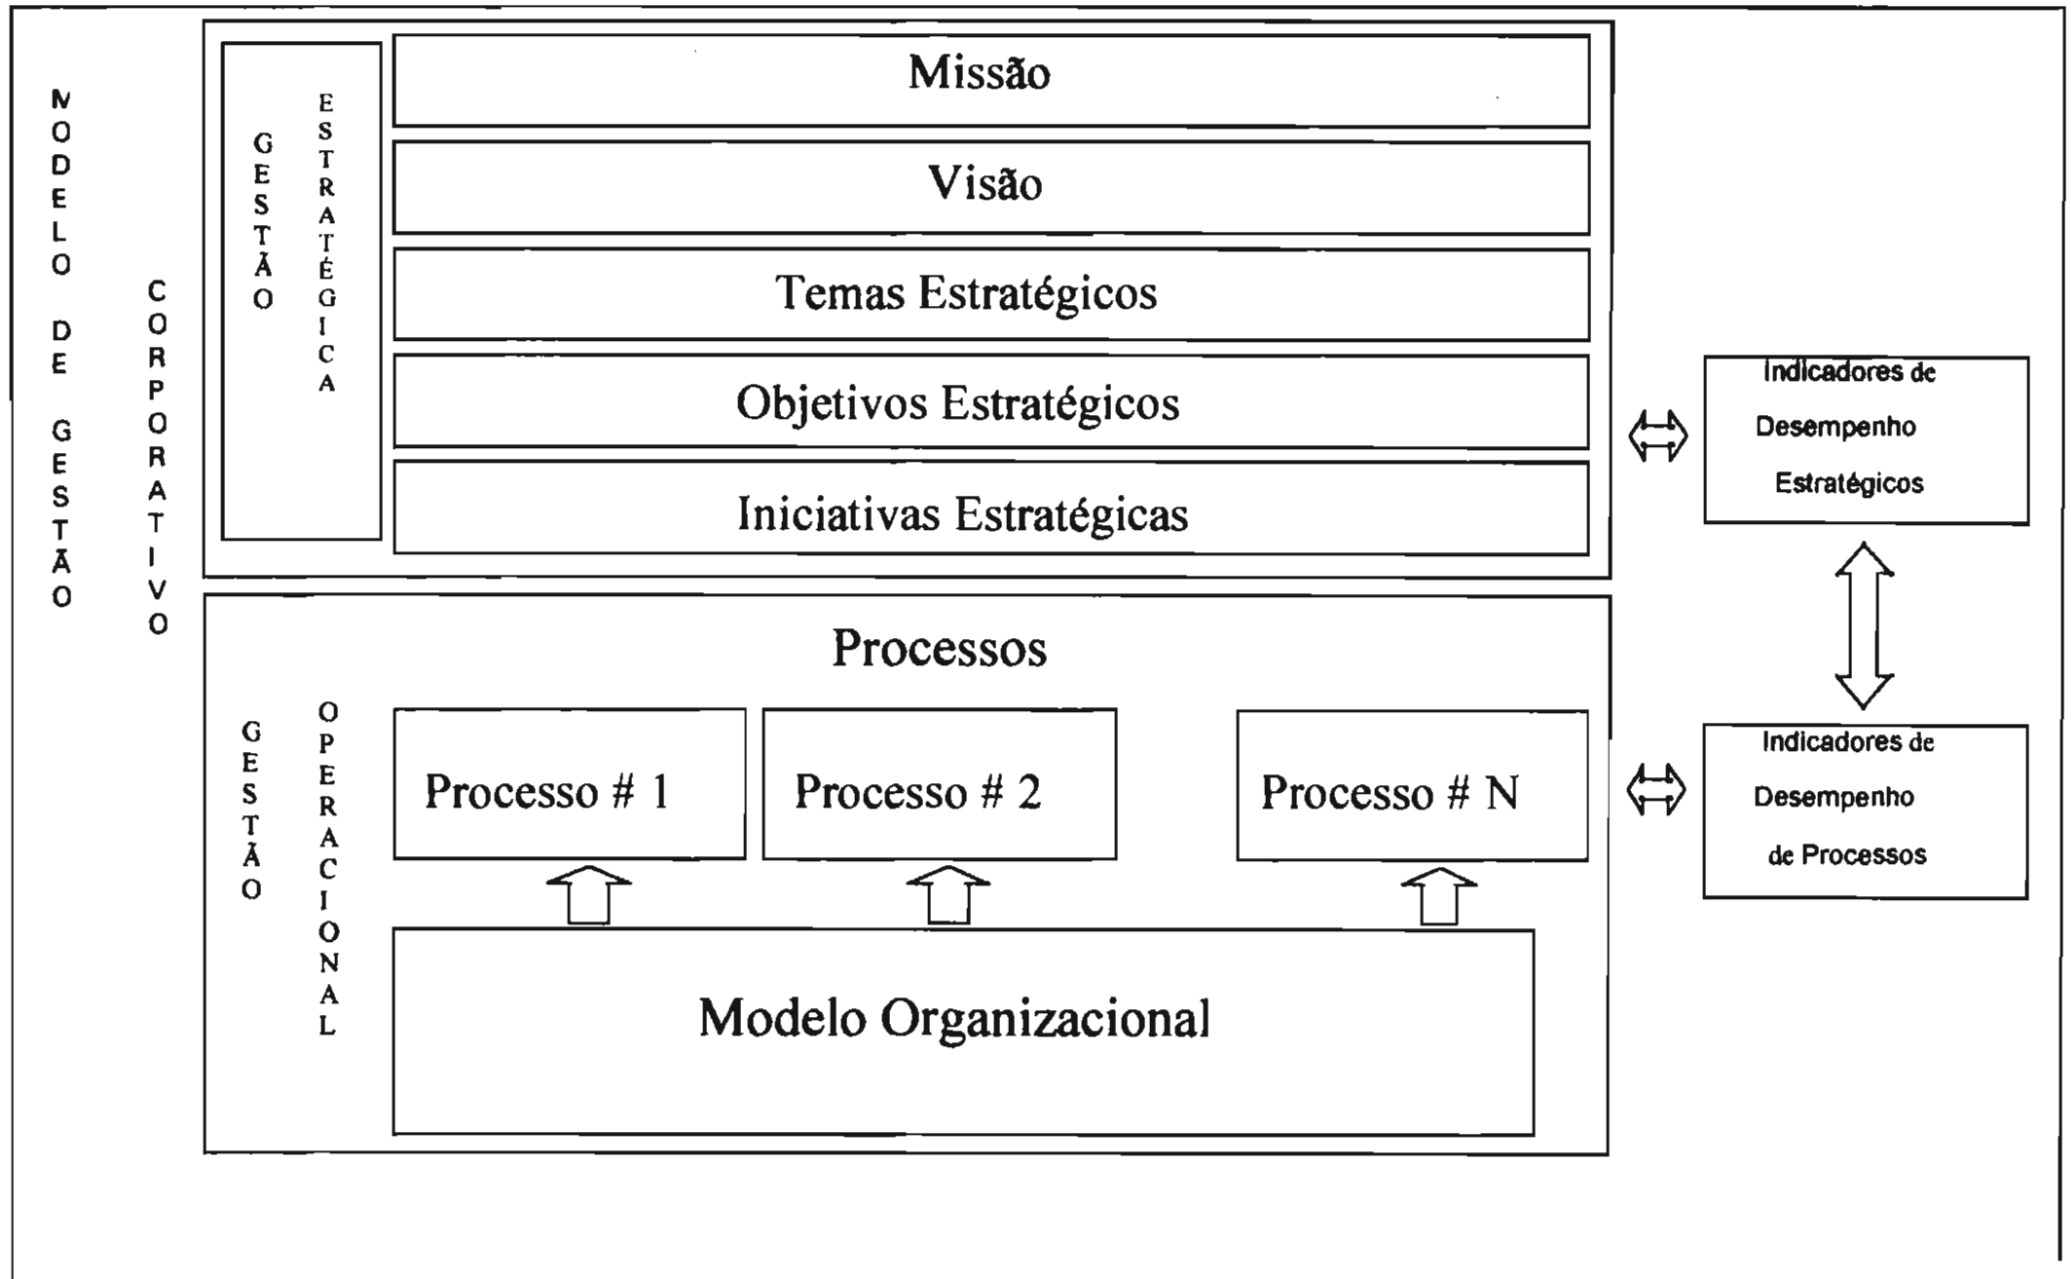 MODELO DE GESTÃO
CORPORATIVO
GESTÃO
ESTRATÉGICA
Missão
Visão
Temas Estratégicos
Objetivos Estratégicos
Iniciativas Estratégicas
Indicadores de
Desempenho
Estratégicos
Processos
GESTÃO
OPERACIONAL
Processo # 1
Processo # 2
Processo # N
Indicadores de
Desempenho
de Processos
Modelo Organizacional